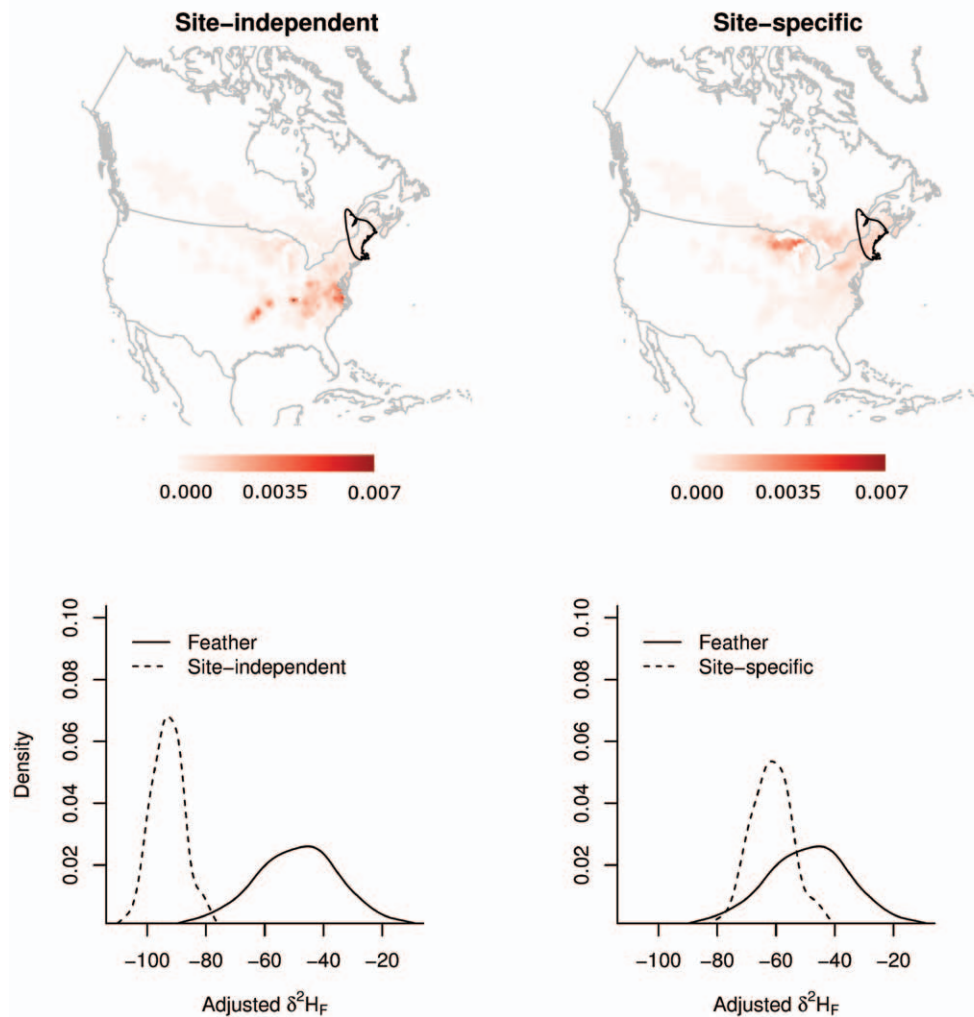 Site−independent
Site−specific
0.000 0.0035 0.007
0.000 0.0035 0.007
Density
0.10
0.08
0.06
0.04
0.02
Feather
Site−independent
−100 −80 −60 −40 −20
Adjusted δ²H_F
0.10
0.08
0.06
0.04
0.02
Feather
Site−specific
−100 −80 −60 −40 −20
Adjusted δ²H_F